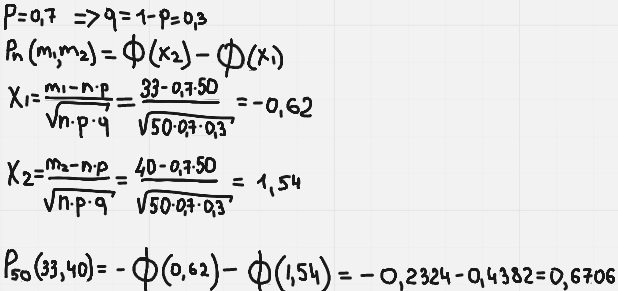 P=0,7 => q=1-p=0,3
Pn(m1,m2)=Φ(x2)-Φ(x1)
X1=(m1-n·p)/√(n·p·q)=(33-0,7·50)/√(50·0,7·0,3)=-0,62
X2=(m2-n·p)/√(n·p·q)=(40-0,7·50)/√(50·0,7·0,3)=1,54
P50(33,40)=-Φ(0,62)-Φ(1,54)=-0,2324-0,4382=0,6706